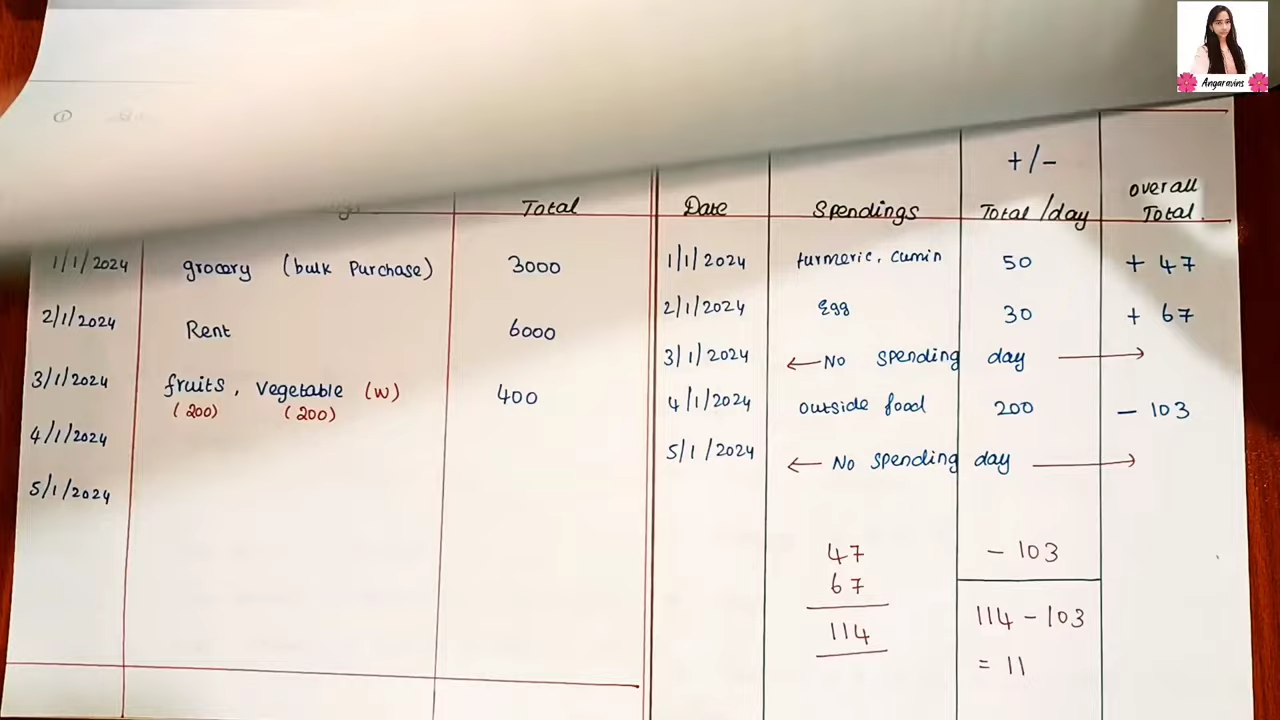 Angaravins
①
Total
1/1/2024 grocery (bulk purchase) 3000
2/1/2024 Rent 6000
3/1/2024 fruits, vegetable (W) 400
(200) (200)
4/1/2024
5/1/2024
+/-
Date Spendings Total/day overall Total.
1/1/2024 turmeric, cumin 50 + 47
2/1/2024 Egg 30 + 67
3/1/2024 ← No spending day →
4/1/2024 outside food 200 - 103
5/1/2024 ← No spending day →
47
67
114
- 103
114 - 103
= 11